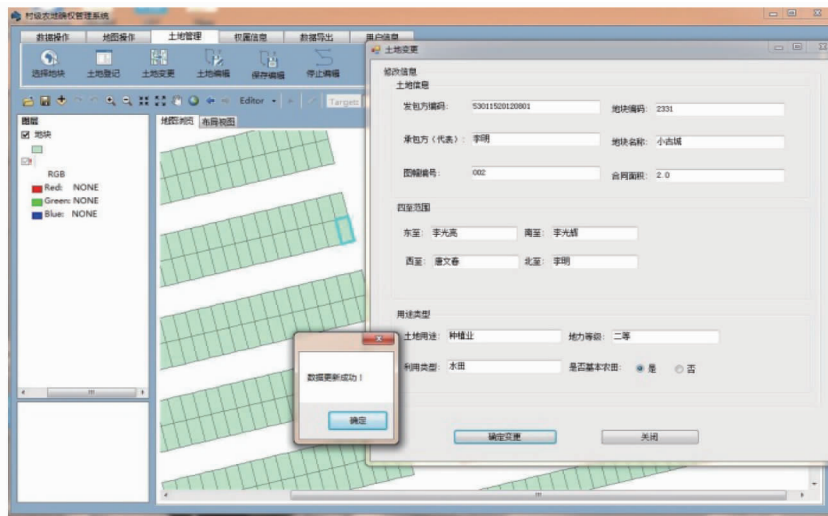 村级农地确权管理系统
数据操作 地图操作 土地管理 权属信息 数据导出 用户信息
选择地块 土地登记 土地变更 土地编辑 保存编辑 停止编辑
Editor
Target:
图层
地块
RGB
Red: NONE
Green: NONE
Blue: NONE
地图浏览 布局视图
土地变更
修改信息
土地信息
发包方编码: 53011520120801 地块编码: 2331
承包方（代表）: 李明 地块名称: 小古城
图幅编号: 002 合同面积: 2.0
四至范围
东至: 李光亮 南至: 李光辉
西至: 唐文春 北至: 李明
用途类型
土地用途: 种植业 地力等级: 二等
利用类型: 水田 是否基本农田: 是 否
数据更新成功！
确定
确定变更 关闭